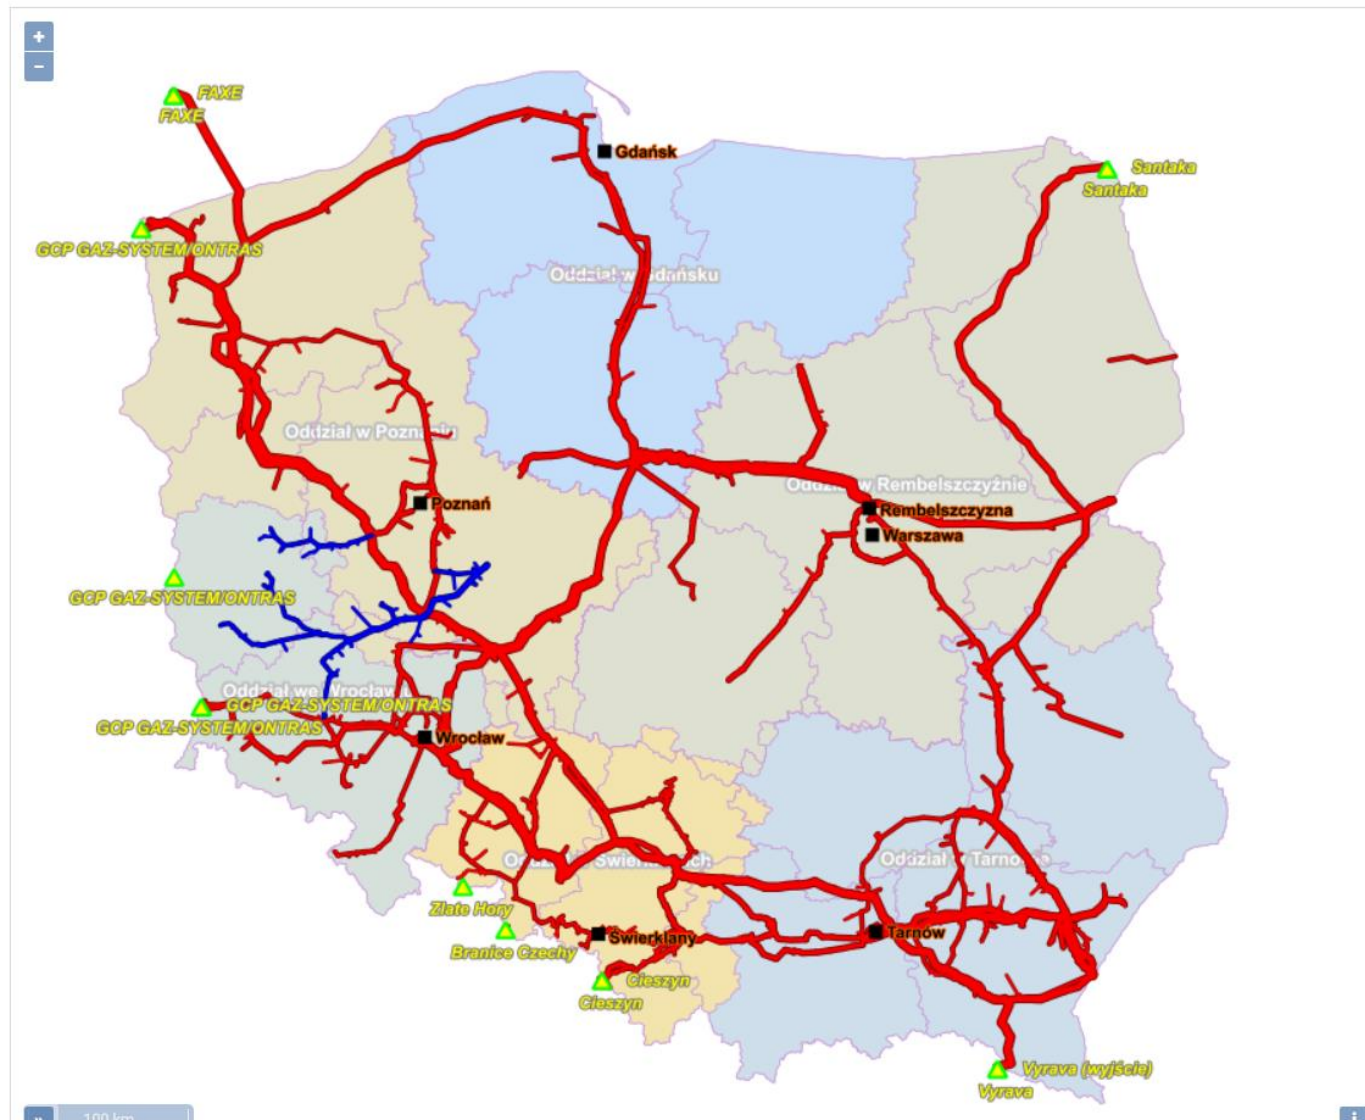 +
−
FAXE
FAXE
Gdańsk
Santaka
Santaka
GCP GAZ-SYSTEM/ONTRAS
Oddział w Gdańsku
Oddział w Poznaniu
Oddział w Rembelszczyźnie
Poznań
Rembelszczyzna
Warszawa
GCP GAZ-SYSTEM/ONTRAS
Oddział we Wrocławiu
GCP GAZ-SYSTEM/ONTRAS
GCP GAZ-SYSTEM/ONTRAS
Wrocław
Oddział w Świerklanach
Oddział w Tarnowie
Zlate Hory
Świerklany
Tarnów
Branice Czechy
Cieszyn
Cieszyn
Vyrava (wyjście)
Vyrava
»
100 km
i